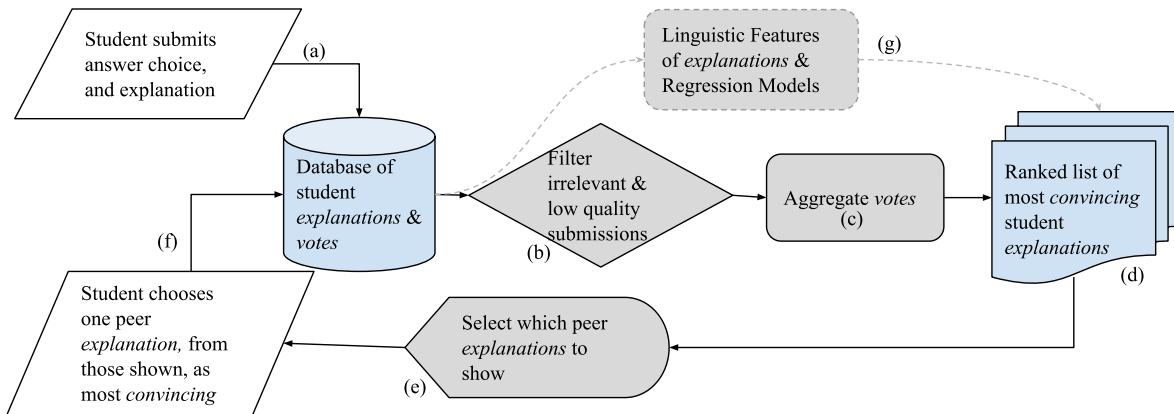 Student submits
answer choice,
and explanation
(a)
Linguistic Features
of explanations &
Regression Models
(g)
Database of
student
explanations &
votes
Filter
irrelevant &
low quality
submissions
(b)
Aggregate votes
(c)
Ranked list of
most convincing
student
explanations
(d)
(f)
Student chooses
one peer
explanation, from
those shown, as
most convincing
Select which peer
explanations to
show
(e)